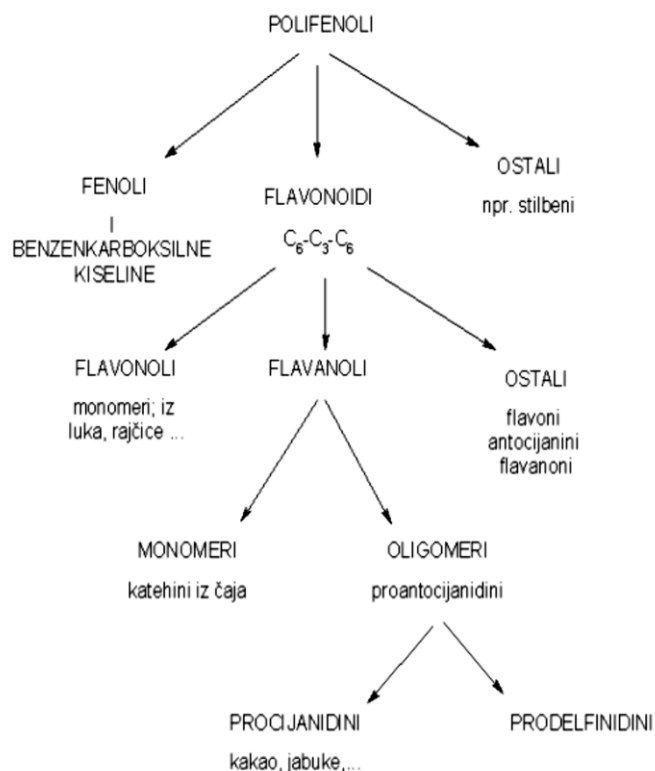 POLIFENOLI
FENOLI
I
BENZENKARBOKSILNE
KISELINE
FLAVONOIDI
C₆-C₃-C₆
OSTALI
npr. stilbeni
FLAVONOLI
monomeri; iz
luka, rajčice ...
FLAVANOLI
OSTALI
flavoni
antocijanini
flavanoni
MONOMERI
katehini iz čaja
OLIGOMERI
proantocijanidini
PROCIJANIDINI
kakao, jabuke,...
PRODELFINIDINI